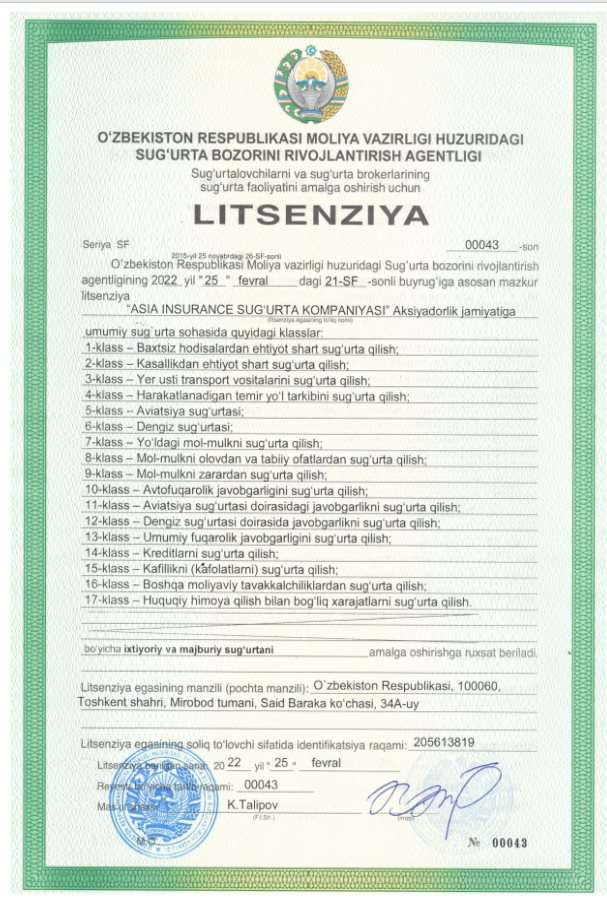 O'ZBEKISTON RESPUBLIKASI MOLIYA VAZIRLIGI HUZURIDAGI
SUG'URTA BOZORINI RIVOJLANTIRISH AGENTLIGI
Sug'urtalovchilarni va sug'urta brokerlarining
sug'urta faoliyatini amalga oshirish uchun
LITSENZIYA
Seriya SF 00043 -son
2015-yil 25 noyabrdagi 26-SF-sonli
O'zbekiston Respublikasi Moliya vazirligi huzuridagi Sug'urta bozorini rivojlantirish
agentligining 2022 yil "25" fevral dagi 21-SF -sonli buyrug'iga asosan mazkur
litsenziya
"ASIA INSURANCE SUG'URTA KOMPANIYASI" Aksiyadorlik jamiyatiga
(litsenziya egasining to'liq nomi)
umumiy sug'urta sohasida quyidagi klasslar:
1-klass – Baxtsiz hodisalardan ehtiyot shart sug'urta qilish;
2-klass – Kasallikdan ehtiyot shart sug'urta qilish;
3-klass – Yer usti transport vositalarini sug'urta qilish;
4-klass – Harakatlanadigan temir yo'l tarkibini sug'urta qilish;
5-klass – Aviatsiya sug'urtasi;
6-klass – Dengiz sug'urtasi;
7-klass – Yo'ldagi mol-mulkni sug'urta qilish;
8-klass – Mol-mulkni olovdan va tabiiy ofatlardan sug'urta qilish;
9-klass – Mol-mulkni zarardan sug'urta qilish;
10-klass – Avtofuqarolik javobgarligini sug'urta qilish;
11-klass – Aviatsiya sug'urtasi doirasidagi javobgarlikni sug'urta qilish;
12-klass – Dengiz sug'urtasi doirasida javobgarlikni sug'urta qilish;
13-klass – Umumiy fuqarolik javobgarligini sug'urta qilish;
14-klass – Kreditlarni sug'urta qilish;
15-klass – Kafillikni (kafolatlarni) sug'urta qilish;
16-klass – Boshqa moliyaviy tavakkalchiliklardan sug'urta qilish;
17-klass – Huquqiy himoya qilish bilan bog'liq xarajatlarni sug'urta qilish.
bo'yicha ixtiyoriy va majburiy sug'urtani amalga oshirishga ruxsat beriladi.
Litsenziya egasining manzili (pochta manzili): O'zbekiston Respublikasi, 100060,
Toshkent shahri, Mirobod tumani, Said Baraka ko'chasi, 34A-uy
Litsenziya egasining soliq to'lovchi sifatida identifikatsiya raqami: 205613819
Litsenziya berilgan sana: 2022 yil "25" fevral
Reyestr bo'yicha tartib raqami: 00043
Mas'ul shaxs: K.Talipov
(F.I.Sh.) (imzo)
M.O.
№ 00043